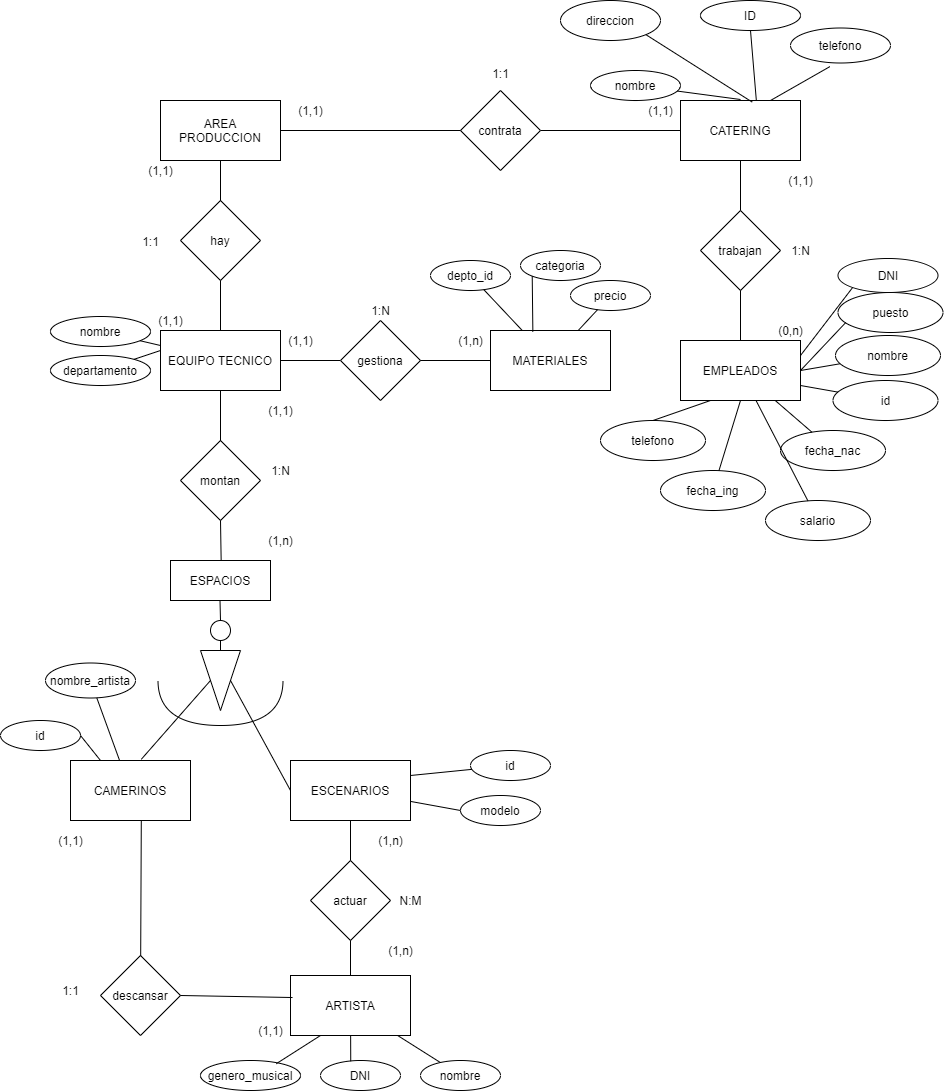 direccion
ID
telefono
nombre
1:1
AREA
PRODUCCION
(1,1)
contrata
(1,1)
CATERING
(1,1)
(1,1)
hay
1:1
trabajan
1:N
(1,1)
nombre
departamento
EQUIPO TECNICO
(1,1)
1:N
gestiona
(1,n)
depto_id
categoria
precio
MATERIALES
(0,n)
EMPLEADOS
DNI
puesto
nombre
id
telefono
fecha_nac
fecha_ing
salario
(1,1)
montan
1:N
(1,n)
ESPACIOS
nombre_artista
id
CAMERINOS
(1,1)
ESCENARIOS
id
modelo
(1,n)
actuar
N:M
(1,n)
1:1
descansar
ARTISTA
(1,1)
genero_musical
DNI
nombre